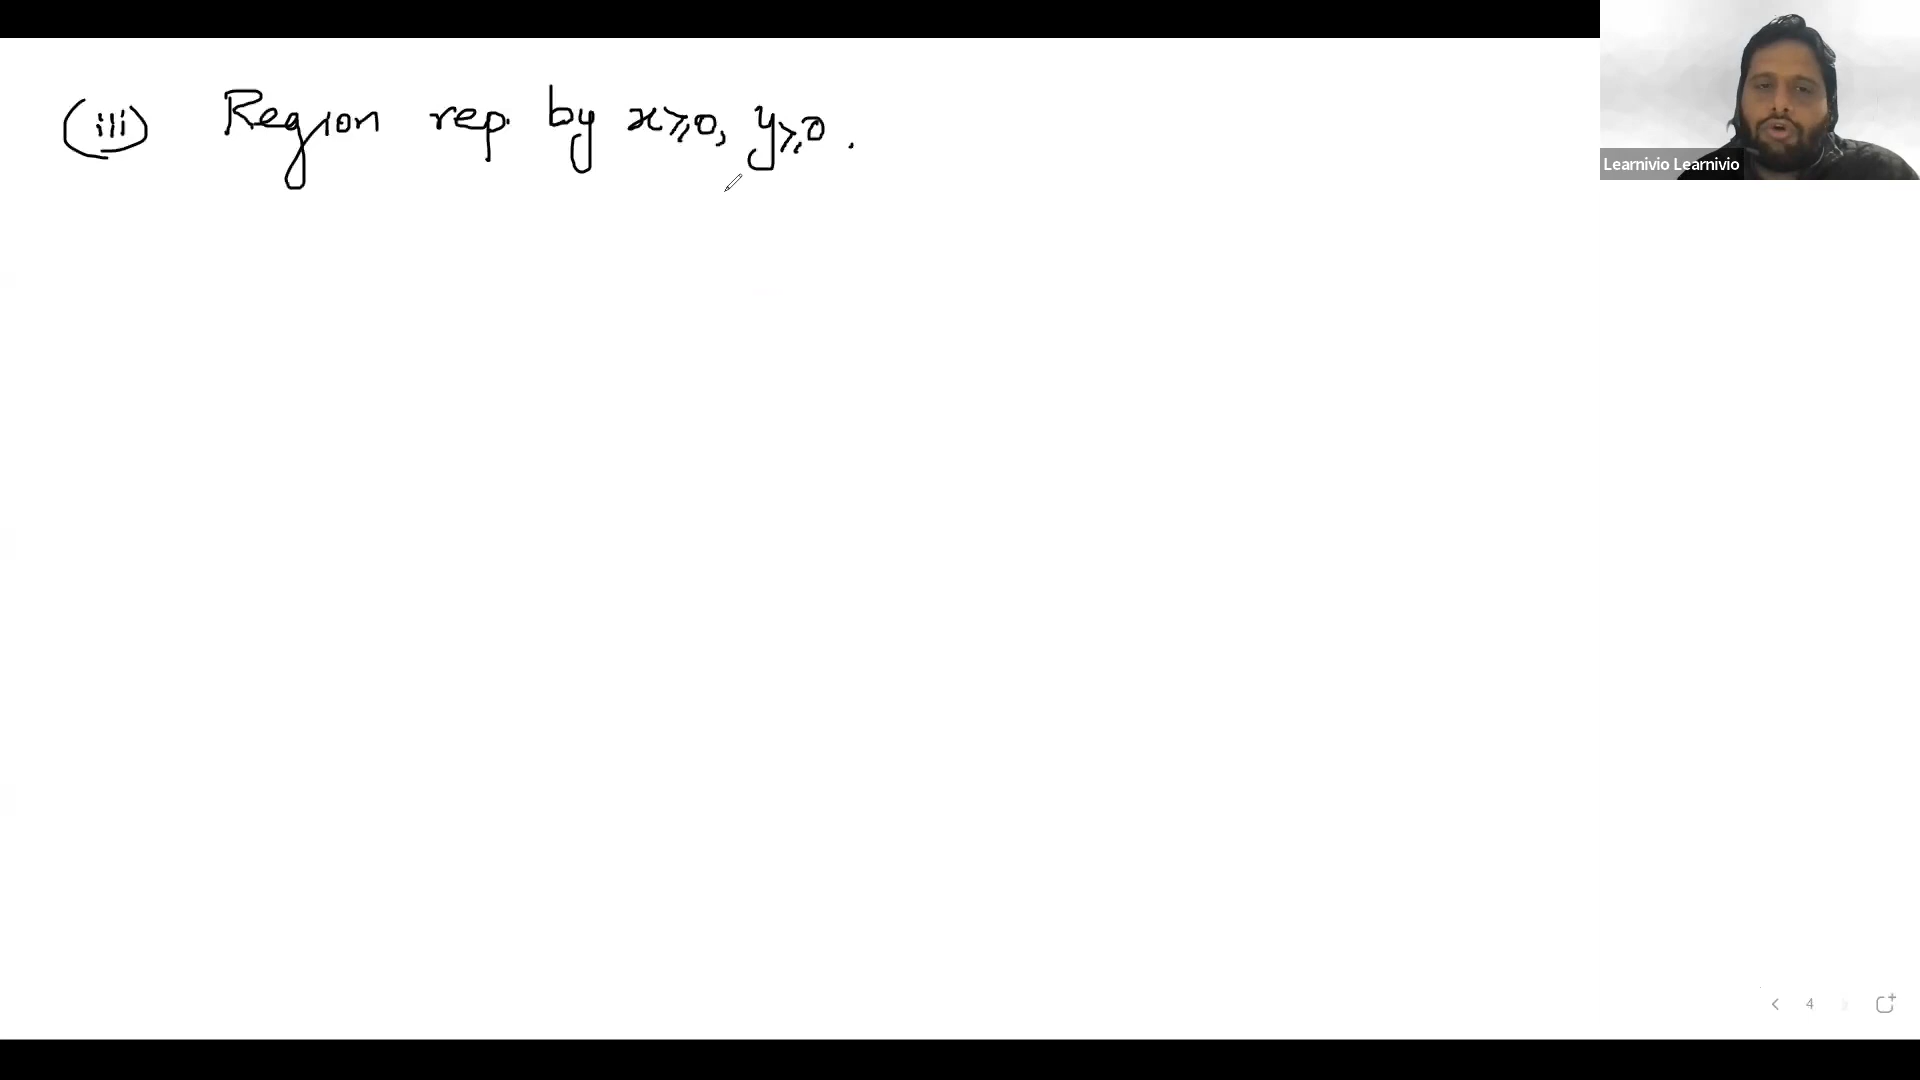 (iii) Region rep. by x⩾0, y⩾0.
Learnivio Learnivio
4